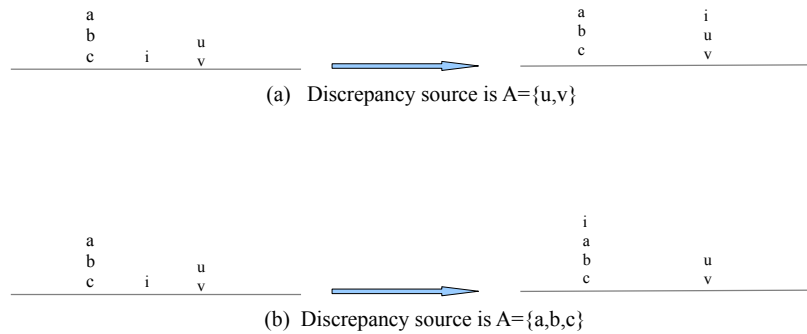 a i
b u
c i u v a b c v
(a) Discrepancy source is A={u,v}
i
a a
b u b u
c i v c v
(b) Discrepancy source is A={a,b,c}